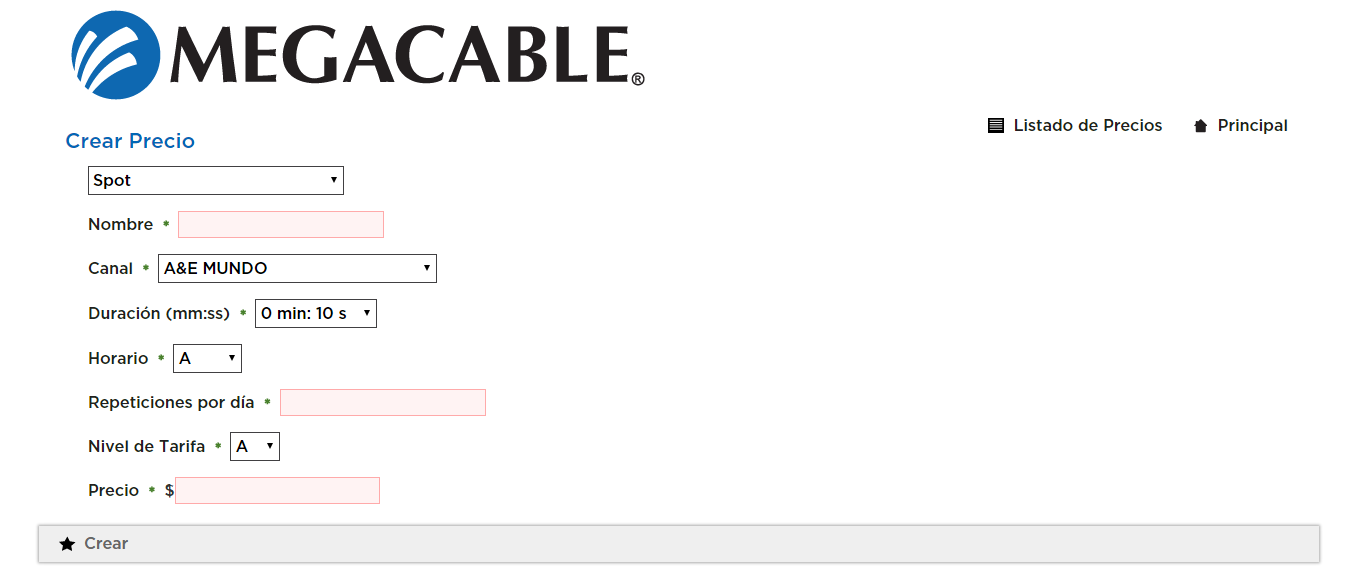 MEGACABLE®
Listado de Precios
Principal
Crear Precio
Spot
Nombre *
Canal * A&E MUNDO
Duración (mm:ss) * 0 min: 10 s
Horario * A
Repeticiones por día *
Nivel de Tarifa * A
Precio * $
Crear